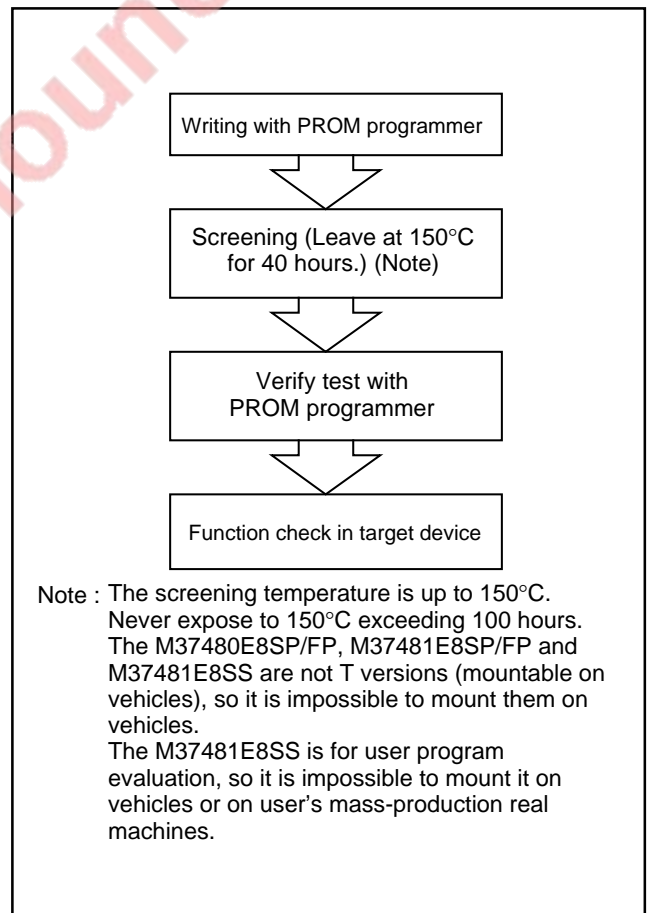 Writing with PROM programmer
Screening (Leave at 150°C
for 40 hours.) (Note)
Verify test with
PROM programmer
Function check in target device
Note : The screening temperature is up to 150°C.
Never expose to 150°C exceeding 100 hours.
The M37480E8SP/FP, M37481E8SP/FP and
M37481E8SS are not T versions (mountable on
vehicles), so it is impossible to mount them on
vehicles.
The M37481E8SS is for user program
evaluation, so it is impossible to mount it on
vehicles or on user's mass-production real
machines.